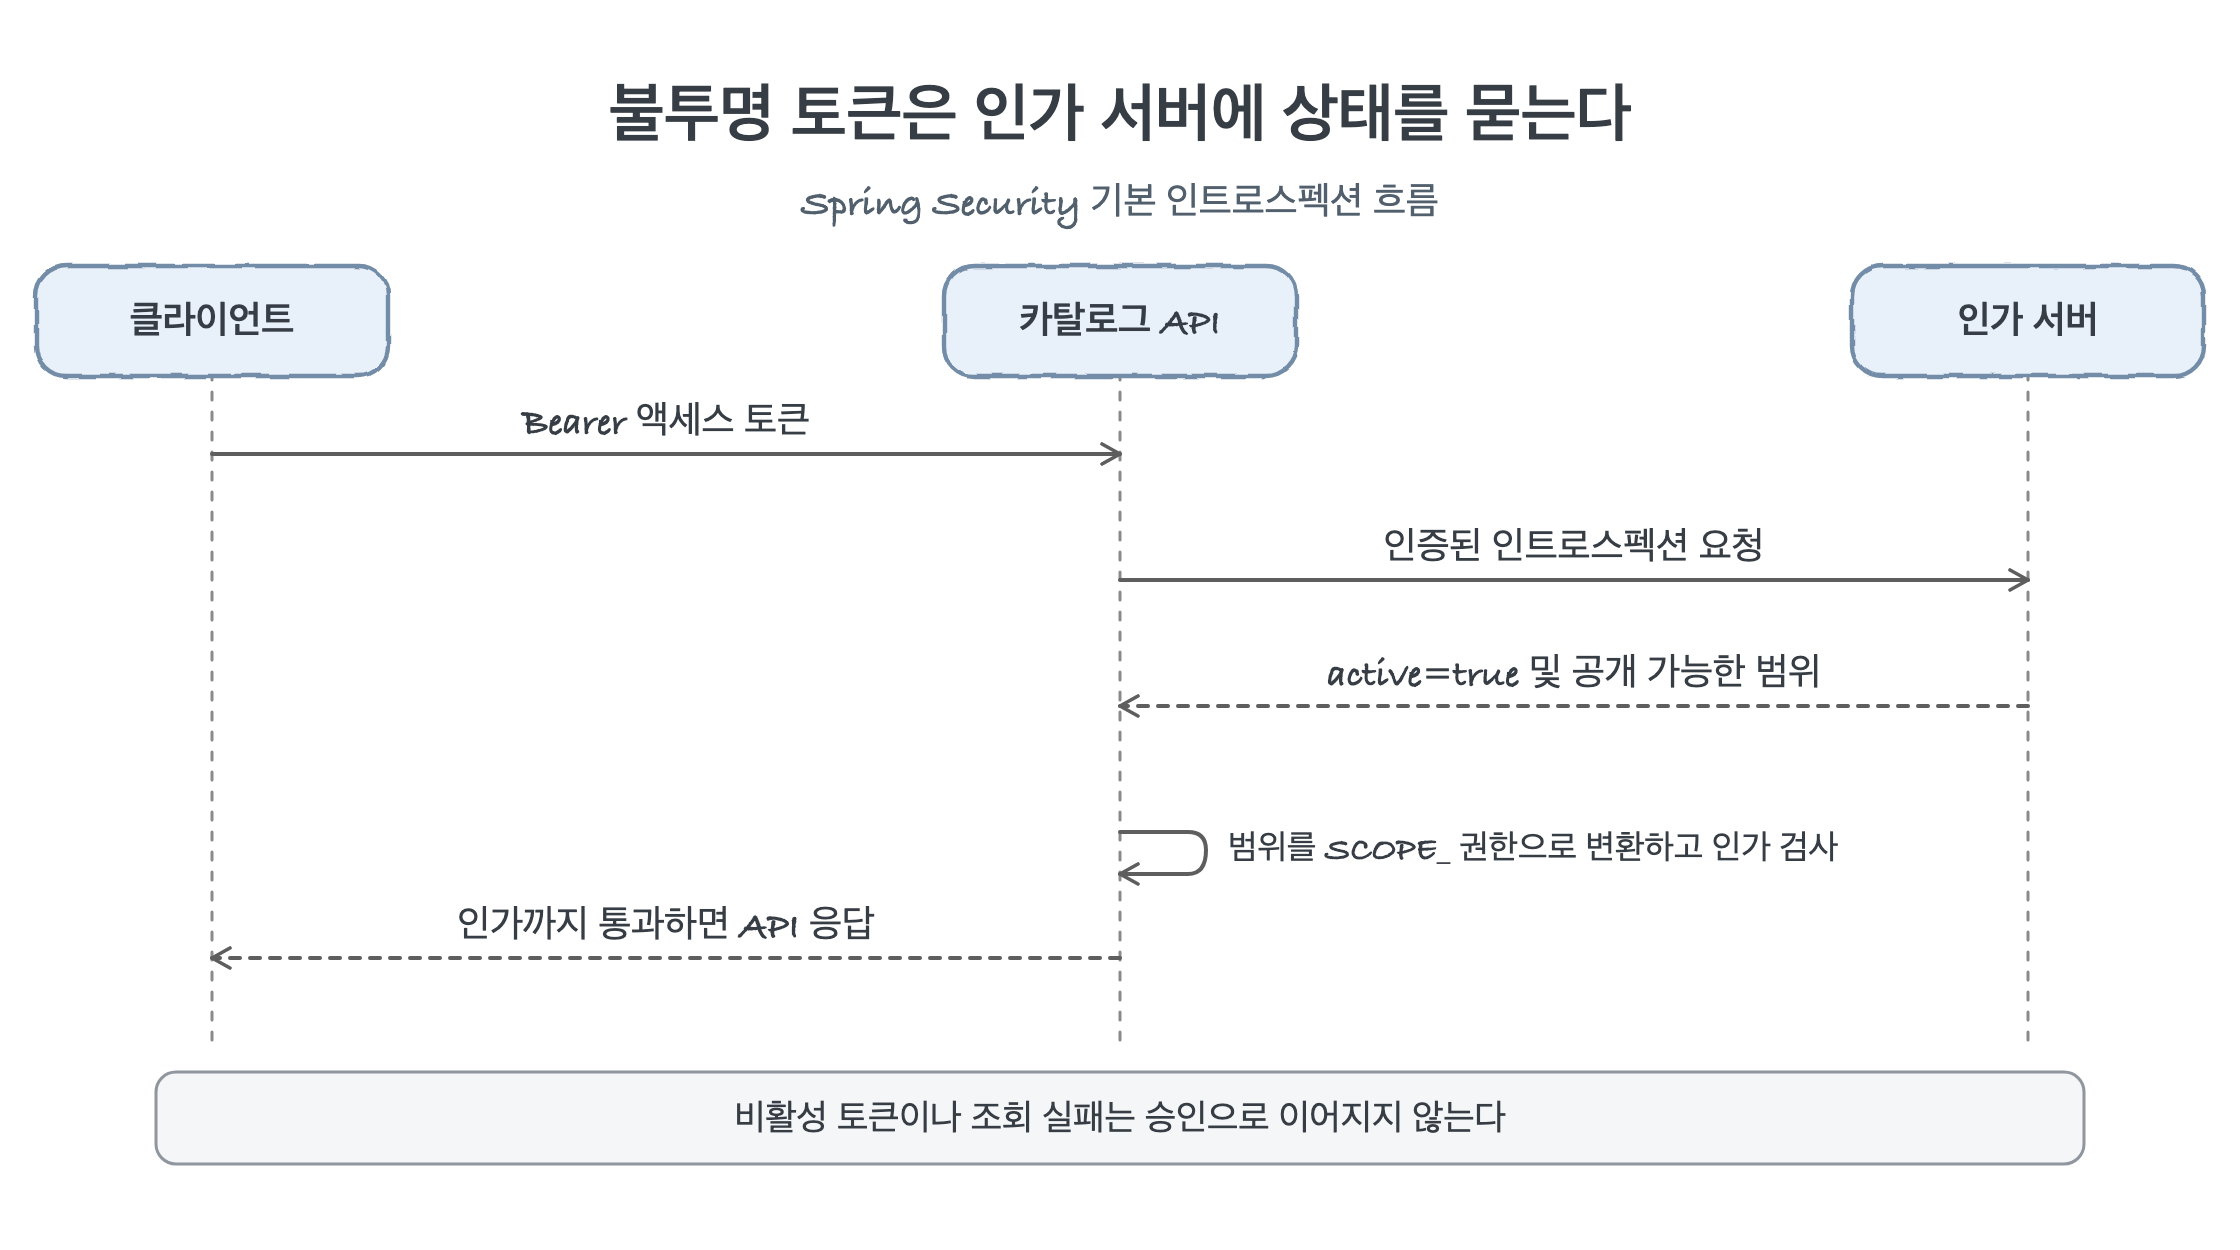 불투명 토큰은 인가 서버에 상태를 묻는다
Spring Security 기본 인트로스펙션 흐름
클라이언트
카탈로그 API
인가 서버
Bearer 액세스 토큰
인증된 인트로스펙션 요청
active=true 및 공개 가능한 범위
범위를 SCOPE_ 권한으로 변환하고 인가 검사
인가까지 통과하면 API 응답
비활성 토큰이나 조회 실패는 승인으로 이어지지 않는다